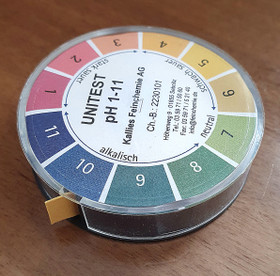 UNITEST
pH 1-11
Kallies Feinchemie AG
Ch.-B.: 2230101
stark sauer
schwach sauer
neutral
alkalisch
1
2
3
4
5
6
7
8
9
10
11